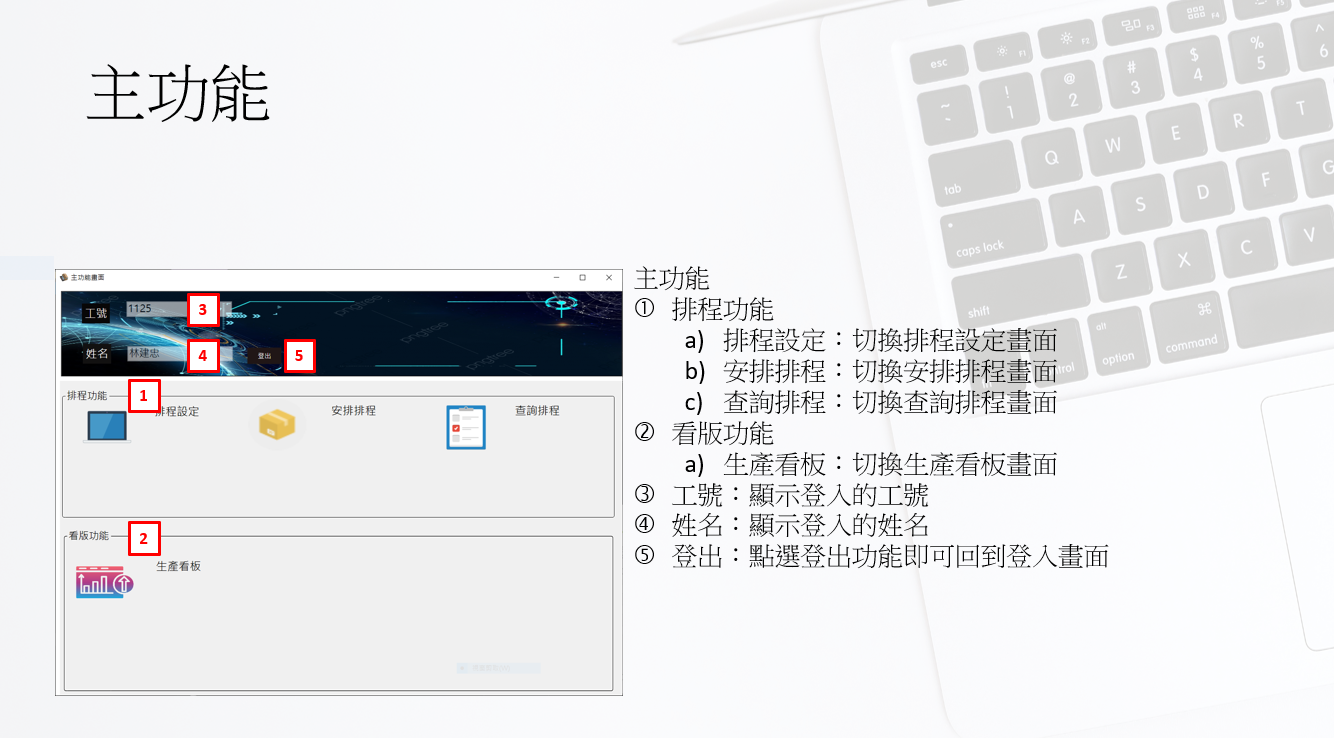 主功能
主功能畫面
工號
1125
3
姓名
林建忠
4
登出
5
排程功能
1
排程設定
安排排程
查詢排程
看版功能
2
生產看板
主功能
① 排程功能
a) 排程設定：切換排程設定畫面
b) 安排排程：切換安排排程畫面
c) 查詢排程：切換查詢排程畫面
② 看版功能
a) 生產看板：切換生產看板畫面
③ 工號：顯示登入的工號
④ 姓名：顯示登入的姓名
⑤ 登出：點選登出功能即可回到登入畫面
esc
F1
F2
F3
F4
F5
~
! 1
@ 2
# 3
$ 4
% 5
^ 6
tab
Q
W
E
R
T
caps lock
A
S
D
F
G
shift
Z
X
C
V
alt
option
⌘
command
pngtree
pngtree
pngtree